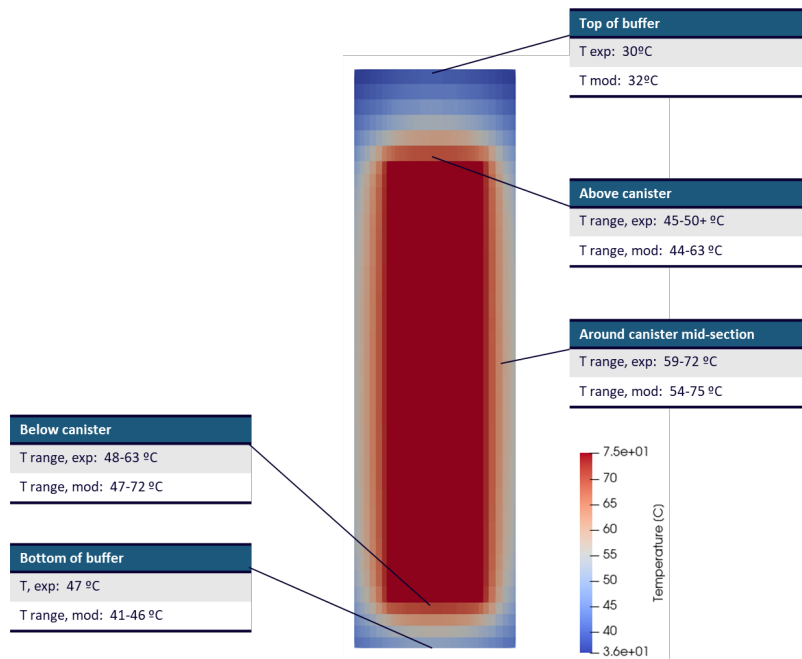 Top of buffer
T exp: 30ºC
T mod: 32ºC
Above canister
T range, exp: 45-50+ ºC
T range, mod: 44-63 ºC
Around canister mid-section
T range, exp: 59-72 ºC
T range, mod: 54-75 ºC
Below canister
T range, exp: 48-63 ºC
T range, mod: 47-72 ºC
Bottom of buffer
T, exp: 47 ºC
T range, mod: 41-46 ºC
7.5e+01
70
65
60
55
50
45
40
3.6e+01
Temperature (C)